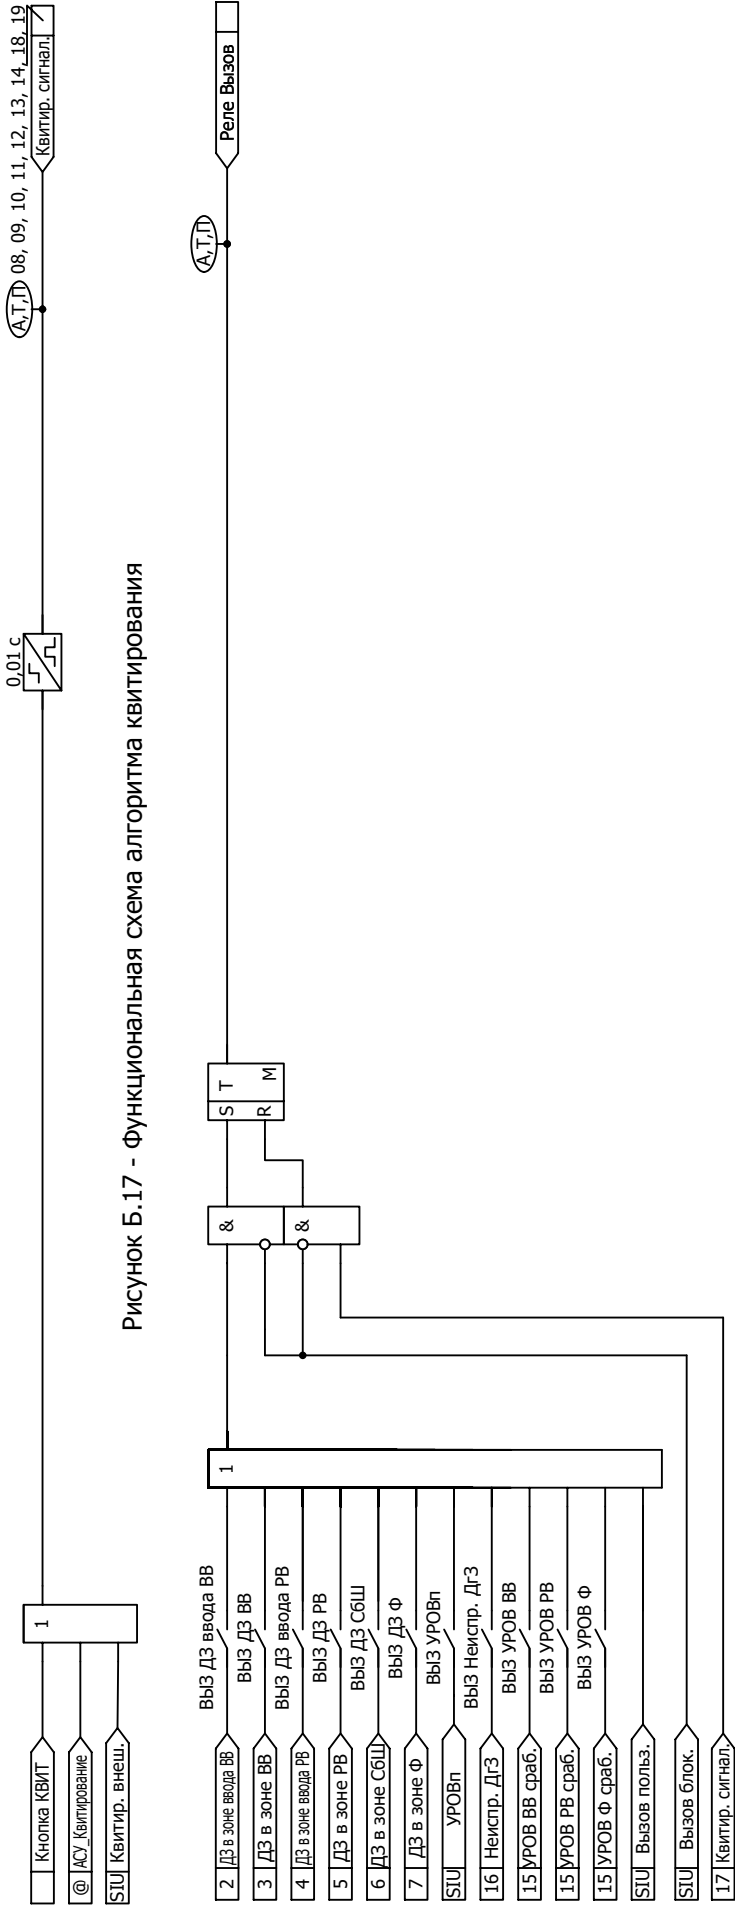 Кнопка КВИТ
@ АСУ_Квитирование
SIU Квитир. внеш.
1
0,01 с
А,Т,П
08, 09, 10, 11, 12, 13, 14, 18, 19
Квитир. сигнал.
Рисунок Б.17 - Функциональная схема алгоритма квитирования
2 ДЗ в зоне ввода ВВ
ВЫЗ ДЗ ввода ВВ
3 ДЗ в зоне ВВ
ВЫЗ ДЗ ВВ
4 ДЗ в зоне ввода РВ
ВЫЗ ДЗ ввода РВ
5 ДЗ в зоне РВ
ВЫЗ ДЗ РВ
6 ДЗ в зоне СбШ
ВЫЗ ДЗ СбШ
7 ДЗ в зоне Ф
ВЫЗ ДЗ Ф
SIU УРОВп
ВЫЗ УРОВп
16 Неиспр. ДгЗ
ВЫЗ Неиспр. ДгЗ
15 УРОВ ВВ сраб.
ВЫЗ УРОВ ВВ
15 УРОВ РВ сраб.
ВЫЗ УРОВ РВ
15 УРОВ Ф сраб.
ВЫЗ УРОВ Ф
SIU Вызов польз.
SIU Вызов блок.
17 Квитир. сигнал.
1
&
&
S T
R M
А,Т,П
Реле Вызов